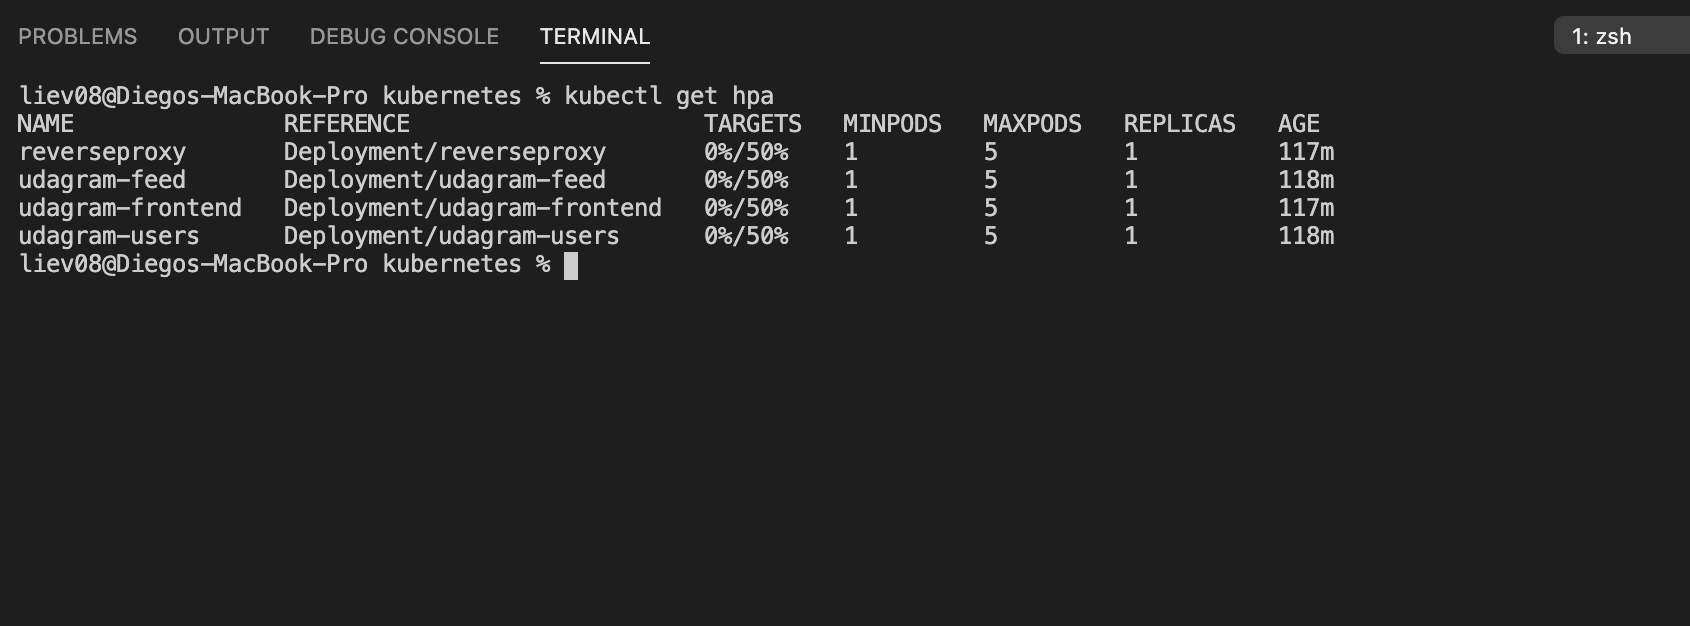 PROBLEMS OUTPUT DEBUG CONSOLE TERMINAL 1: zsh
liev08@Diegos-MacBook-Pro kubernetes % kubectl get hpa
NAME REFERENCE TARGETS MINPODS MAXPODS REPLICAS AGE
reverseproxy Deployment/reverseproxy 0%/50% 1 5 1 117m
udagram-feed Deployment/udagram-feed 0%/50% 1 5 1 118m
udagram-frontend Deployment/udagram-frontend 0%/50% 1 5 1 117m
udagram-users Deployment/udagram-users 0%/50% 1 5 1 118m
liev08@Diegos-MacBook-Pro kubernetes %